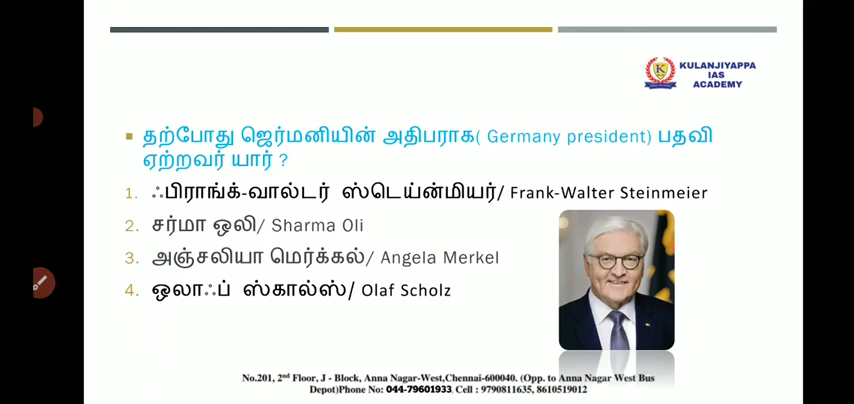 KULANJIYAPPA
IAS
ACADEMY
தற்போது ஜெர்மனியின் அதிபராக( Germany president) பதவி
ஏற்றவர் யார் ?
1. ஃபிராங்க்-வால்டர் ஸ்டெய்ன்மியர்/ Frank-Walter Steinmeier
2. சர்மா ஒலி/ Sharma Oli
3. அஞ்சலியா மெர்க்கல்/ Angela Merkel
4. ஒலாஃப் ஸ்கால்ஸ்/ Olaf Scholz
No.201, 2nd Floor, J - Block, Anna Nagar-West,Chennai-600040. (Opp. to Anna Nagar West Bus
Depot)Phone No: 044-79601933, Cell : 9790811635, 8610519012